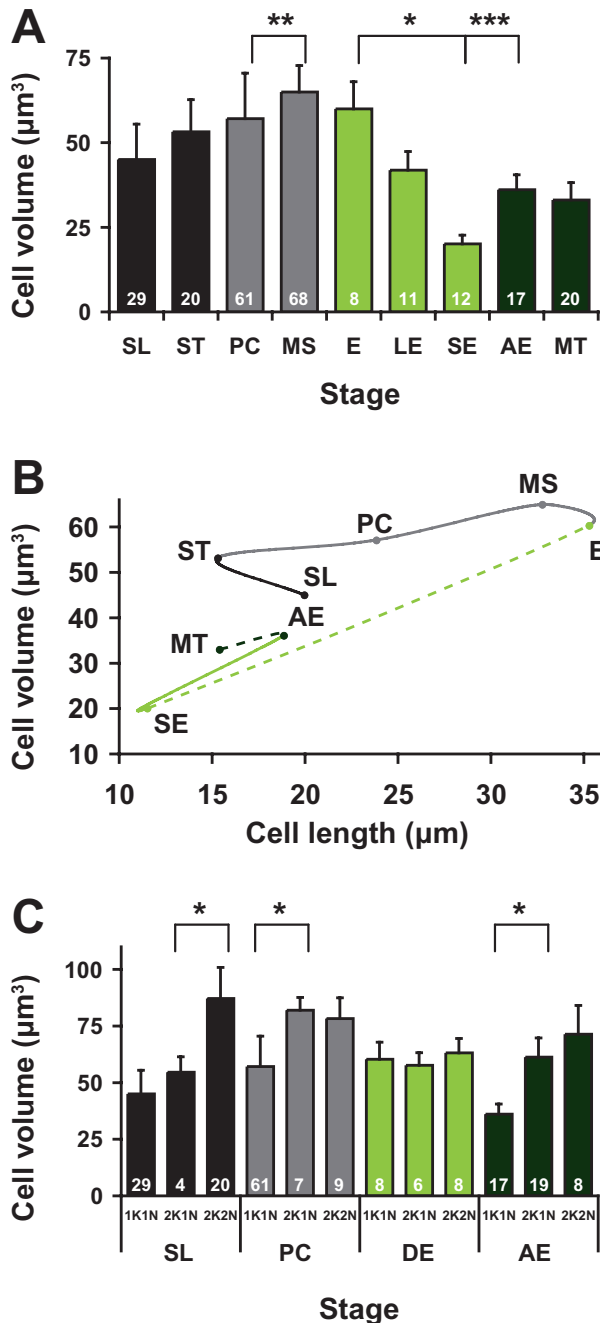 A
** * ***
Cell volume (µm³)
75
50
25
0
29 20 61 68 8 11 12 17 20
SL ST PC MS E LE SE AE MT
Stage
B
Cell volume (µm³)
60
50
40
30
20
10
MS
PC
ST
E
SL
AE
MT
SE
10 15 20 25 30 35
Cell length (µm)
C
* * *
Cell volume (µm³)
100
75
50
25
0
29 4 20 61 7 9 8 6 8 17 19 8
1K1N 2K1N 2K2N 1K1N 2K1N 2K2N 1K1N 2K1N 2K2N 1K1N 2K1N 2K2N
SL PC DE AE
Stage